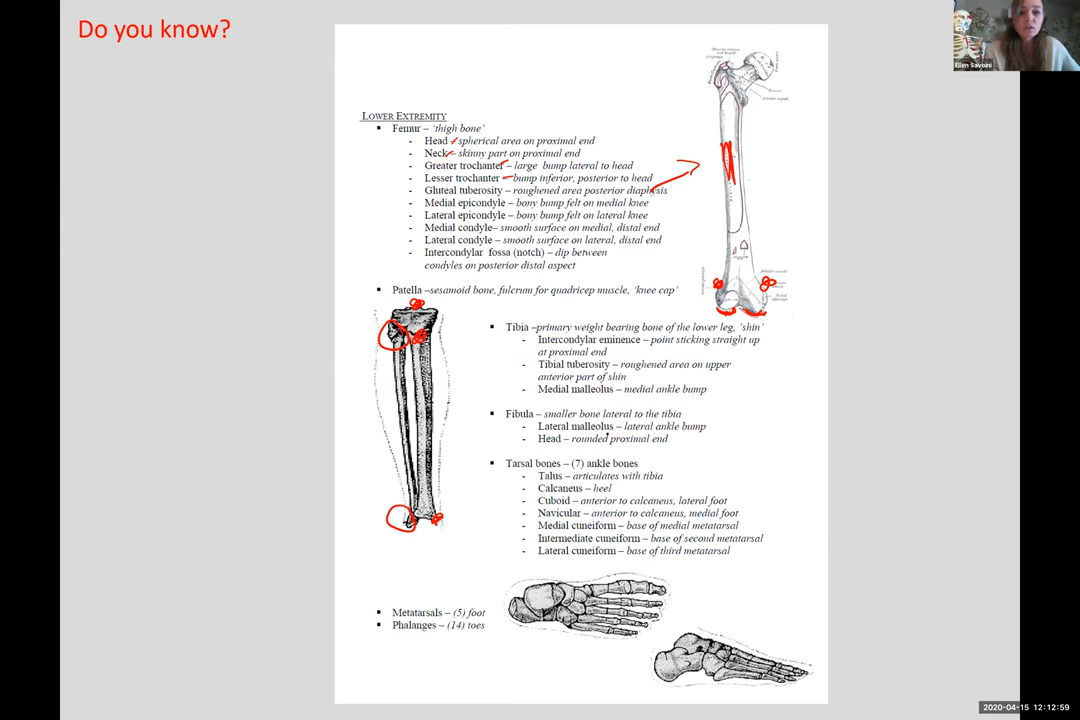 Do you know?
Ellen Savoini
LOWER EXTREMITY
▪ Femur – 'thigh bone'
- Head – spherical area on proximal end
- Neck – skinny part on proximal end
- Greater trochanter – large bump lateral to head
- Lesser trochanter – bump inferior, posterior to head
- Gluteal tuberosity – roughened area posterior diaphysis
- Medial epicondyle – bony bump felt on medial knee
- Lateral epicondyle – bony bump felt on lateral knee
- Medial condyle– smooth surface on medial, distal end
- Lateral condyle – smooth surface on lateral, distal end
- Intercondylar fossa (notch) – dip between
condyles on posterior distal aspect
▪ Patella –sesamoid bone, fulcrum for quadricep muscle, 'knee cap'
▪ Tibia –primary weight bearing bone of the lower leg, 'shin'
- Intercondylar eminence – point sticking straight up
at proximal end
- Tibial tuberosity – roughened area on upper
anterior part of shin
- Medial malleolus – medial ankle bump
▪ Fibula – smaller bone lateral to the tibia
- Lateral malleolus – lateral ankle bump
- Head – rounded proximal end
▪ Tarsal bones – (7) ankle bones
- Talus – articulates with tibia
- Calcaneus – heel
- Cuboid – anterior to calcaneus, lateral foot
- Navicular – anterior to calcaneus, medial foot
- Medial cuneiform – base of medial metatarsal
- Intermediate cuneiform – base of second metatarsal
- Lateral cuneiform – base of third metatarsal
▪ Metatarsals – (5) foot
▪ Phalanges – (14) toes
2020-04-15 12:12:59